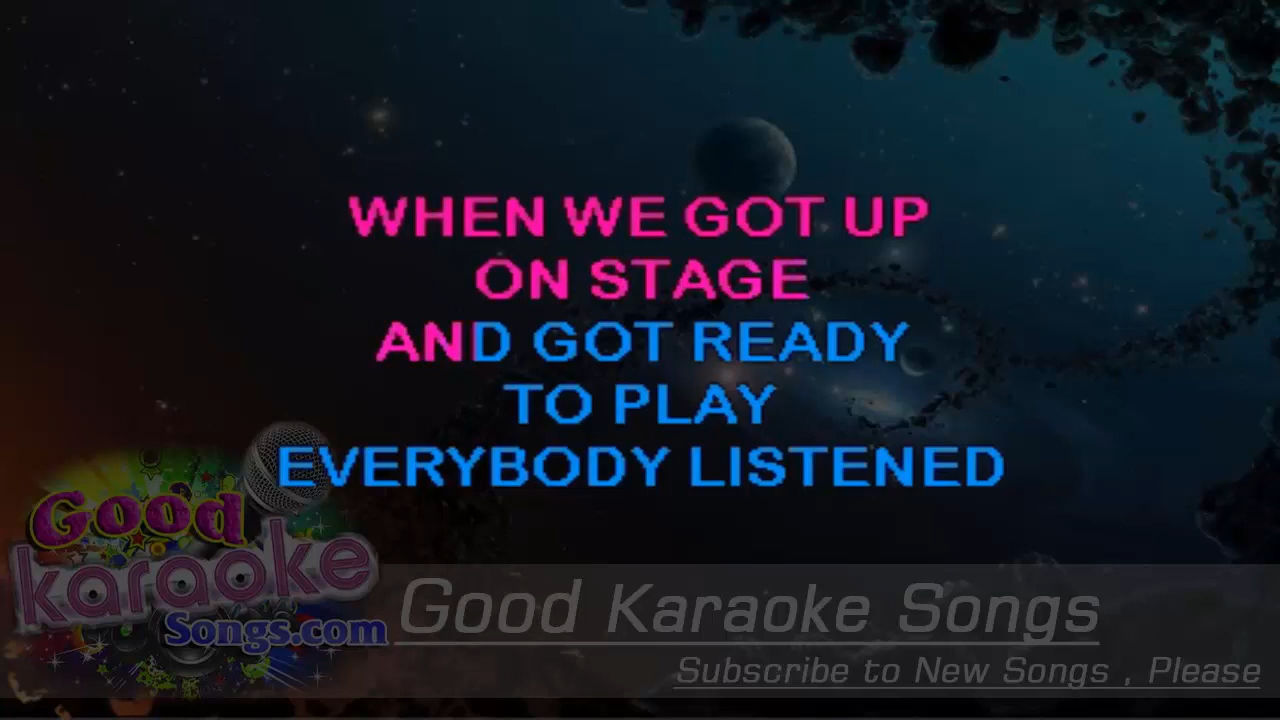 WHEN WE GOT UP
ON STAGE
AND GOT READY
TO PLAY
EVERYBODY LISTENED
Good
karaoke
Songs.com
Good Karaoke Songs
Subscribe to New Songs , Please